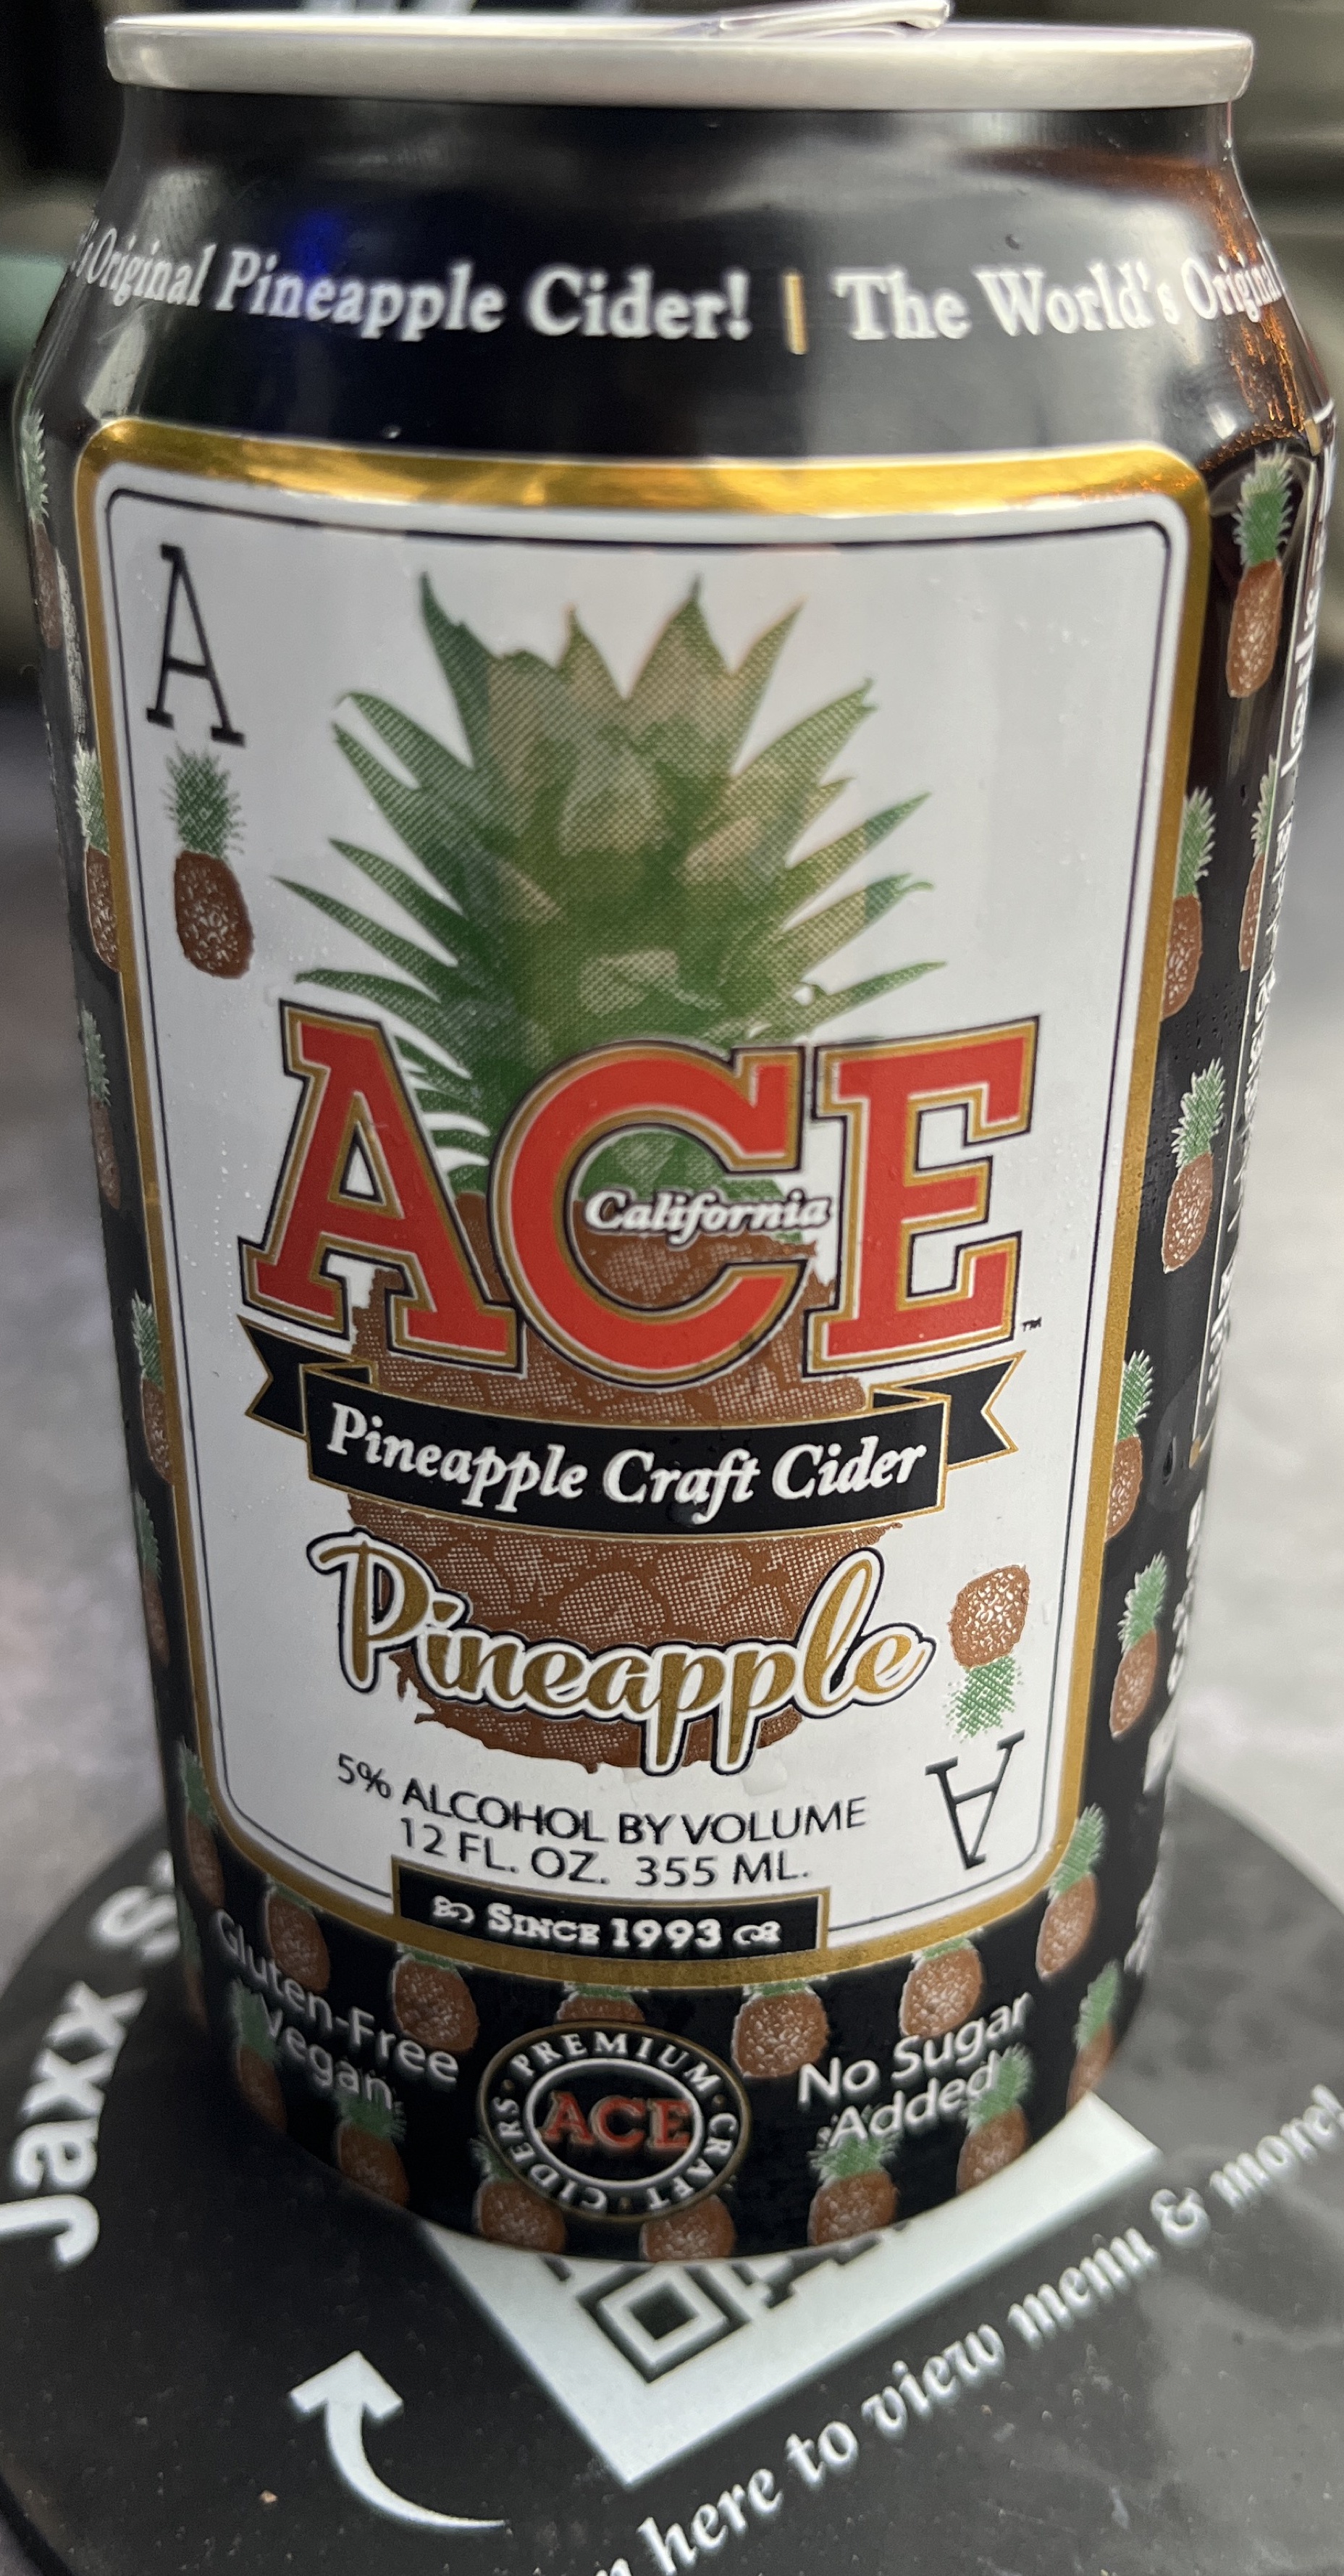 's Original Pineapple Cider! | The World's Original
A
ACE
California
™
Pineapple Craft Cider
Pineapple
5% ALCOHOL BY VOLUME
12 FL. OZ. 355 ML.
A
SINCE 1993
Gluten-Free
Vegan
PREMIUM · CRAFT · CIDERS
ACE
No Sugar
Added
Jaxx
here to view menu & more!